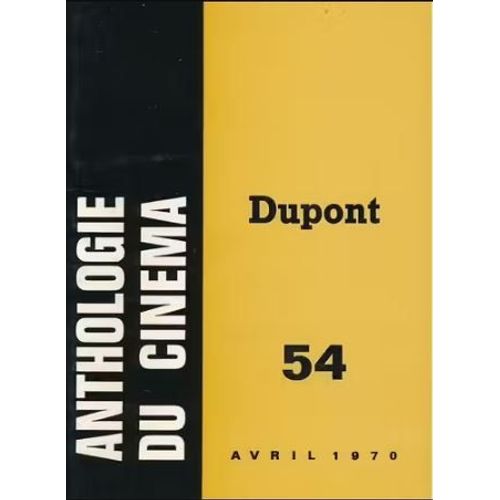 ANTHOLOGIE
DU CINEMA
Dupont
54
AVRIL 1970